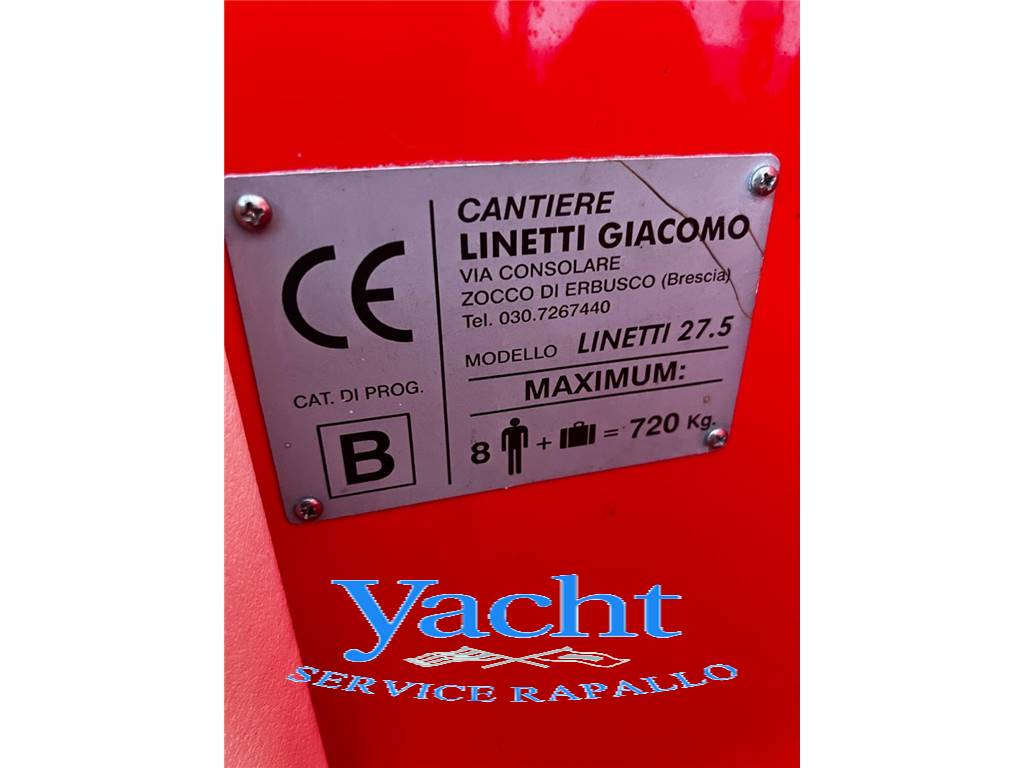 CE
CAT. DI PROG.
B
CANTIERE
LINETTI GIACOMO
VIA CONSOLARE
ZOCCO DI ERBUSCO (Brescia)
Tel. 030.7267440
MODELLO LINETTI 27.5
MAXIMUM:
8 + = 720 Kg.
Yacht
SERVICE RAPALLO